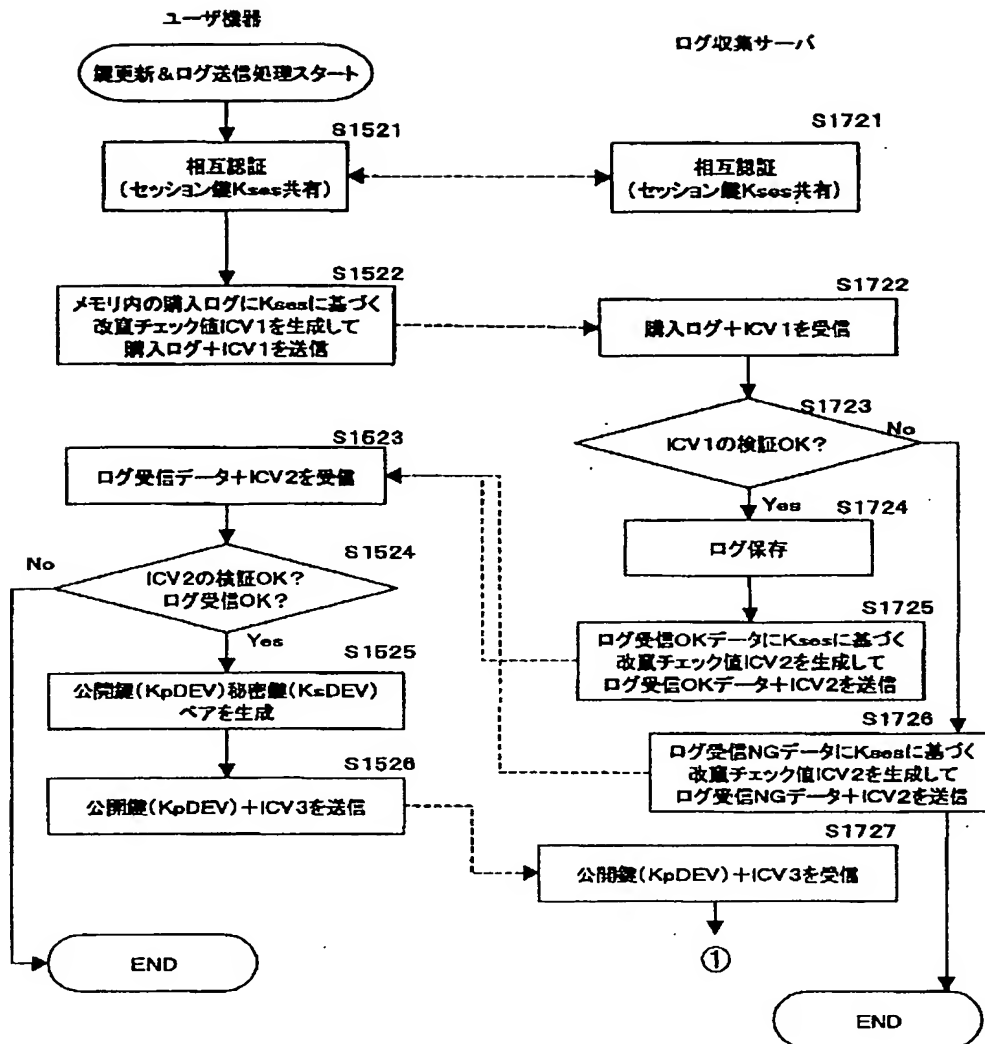 ユーザ機器
ログ収集サーバ
鍵更新&ログ送信処理スタート
S1521
相互認証
(セッション鍵Kses共有)
S1721
相互認証
(セッション鍵Kses共有)
S1522
メモリ内の購入ログにKsesに基づく
改竄チェック値ICV1を生成して
購入ログ+ICV1を送信
S1722
購入ログ+ICV1を受信
S1723
ICV1の検証OK?
No
Yes
S1724
ログ保存
S1725
ログ受信OKデータにKsesに基づく
改竄チェック値ICV2を生成して
ログ受信OKデータ+ICV2を送信
S1726
ログ受信NGデータにKsesに基づく
改竄チェック値ICV2を生成して
ログ受信NGデータ+ICV2を送信
S1523
ログ受信データ+ICV2を受信
S1524
ICV2の検証OK?
ログ受信OK?
No
Yes
S1525
公開鍵(KpDEV)秘密鍵(KsDEV)
ペアを生成
S1526
公開鍵(KpDEV)+ICV3を送信
S1727
公開鍵(KpDEV)+ICV3を受信
①
END
END